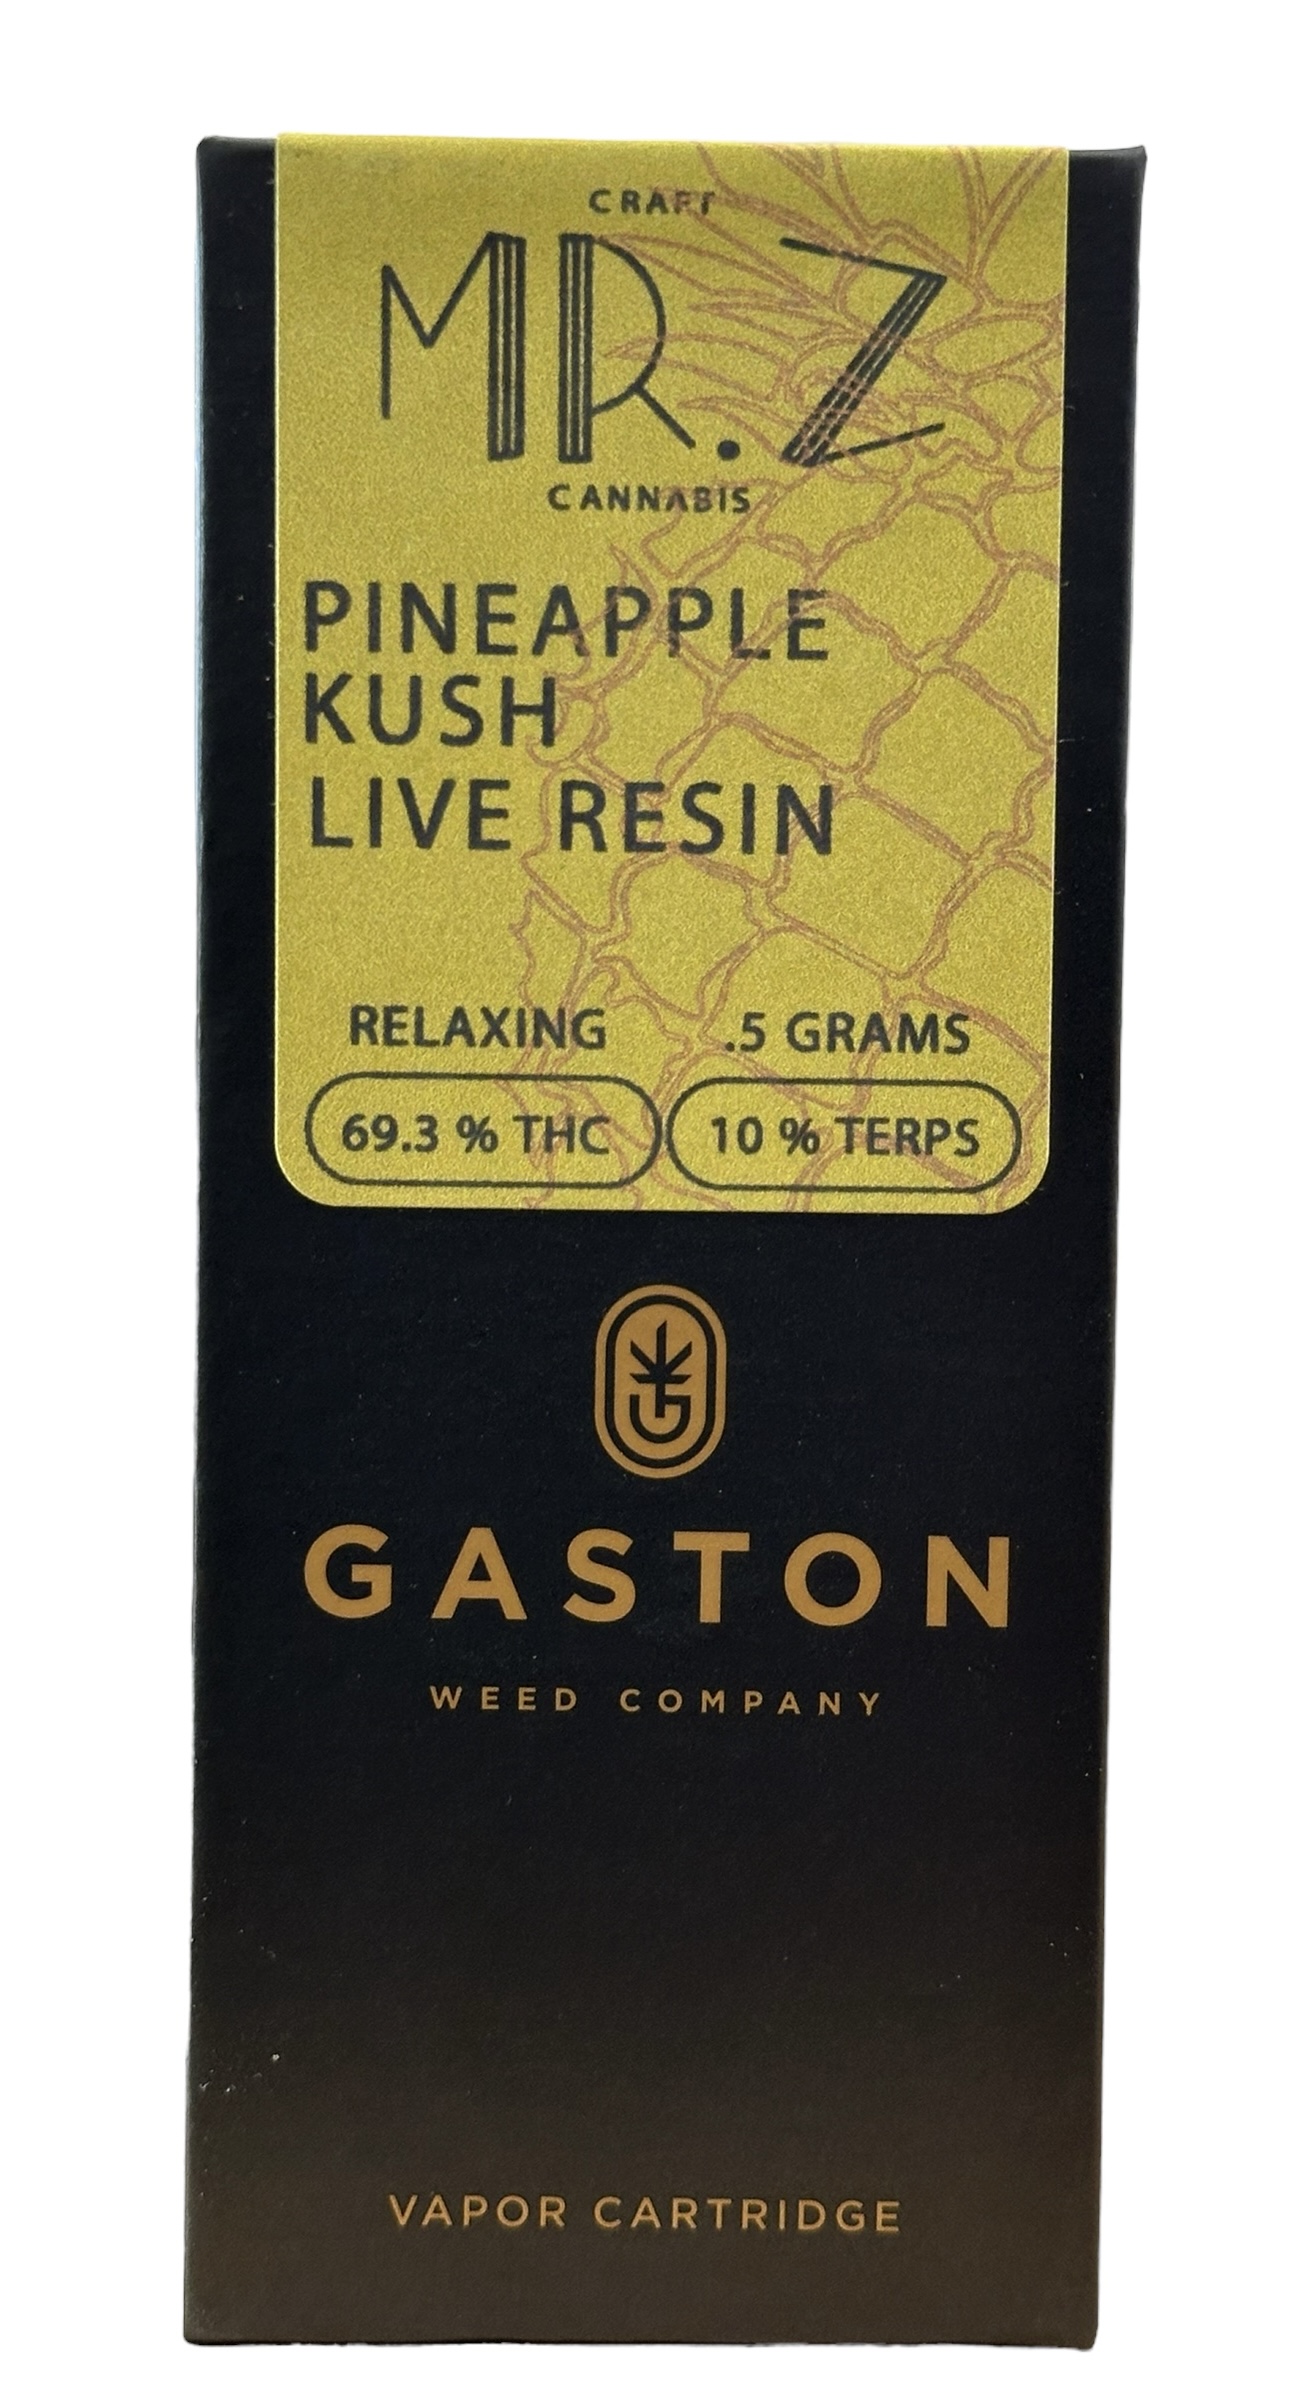 CRAFT
MR.Z
CANNABIS
PINEAPPLE
KUSH
LIVE RESIN
RELAXING .5 GRAMS
69.3 % THC 10 % TERPS
GASTON
WEED COMPANY
VAPOR CARTRIDGE